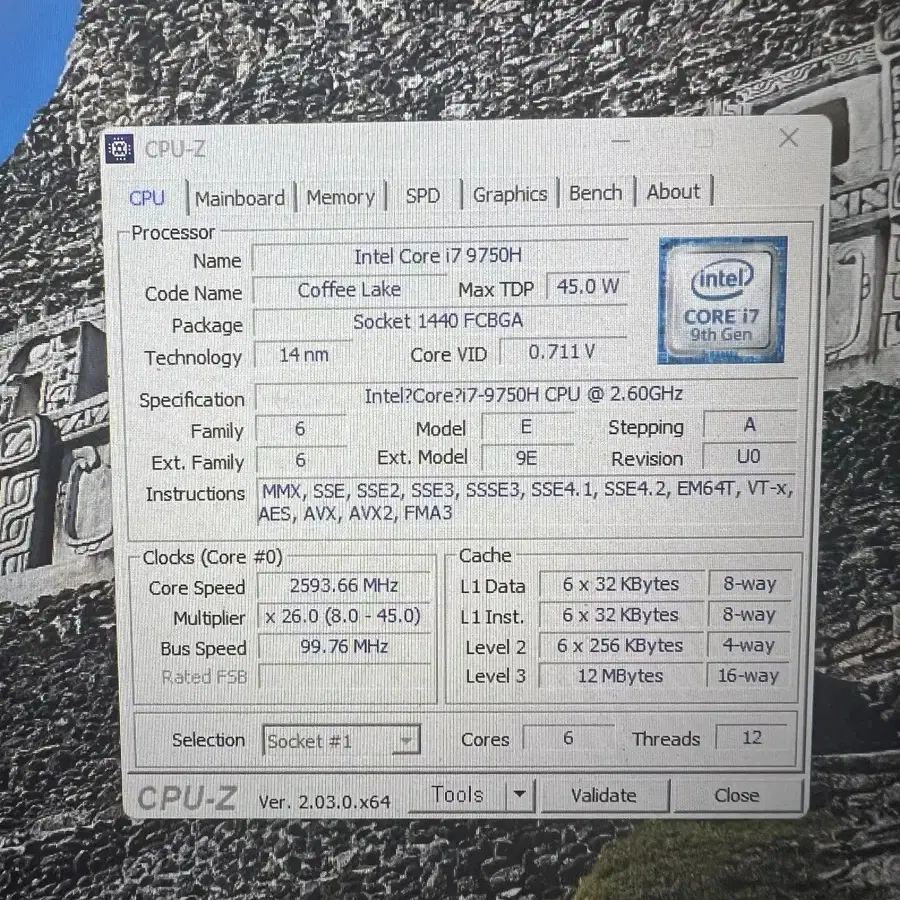 CPU-Z
CPU Mainboard Memory SPD Graphics Bench About
Processor
Name Intel Core i7 9750H
Code Name Coffee Lake Max TDP 45.0 W
Package Socket 1440 FCBGA
Technology 14 nm Core VID 0.711 V
intel
CORE i7
9th Gen
Specification Intel?Core?i7-9750H CPU @ 2.60GHz
Family 6 Model E Stepping A
Ext. Family 6 Ext. Model 9E Revision U0
Instructions MMX, SSE, SSE2, SSE3, SSSE3, SSE4.1, SSE4.2, EM64T, VT-x,
AES, AVX, AVX2, FMA3
Clocks (Core #0)
Core Speed 2593.66 MHz
Multiplier x 26.0 (8.0 - 45.0)
Bus Speed 99.76 MHz
Rated FSB
Cache
L1 Data 6 x 32 KBytes 8-way
L1 Inst. 6 x 32 KBytes 8-way
Level 2 6 x 256 KBytes 4-way
Level 3 12 MBytes 16-way
Selection Socket #1 Cores 6 Threads 12
CPU-Z Ver. 2.03.0.x64 Tools Validate Close